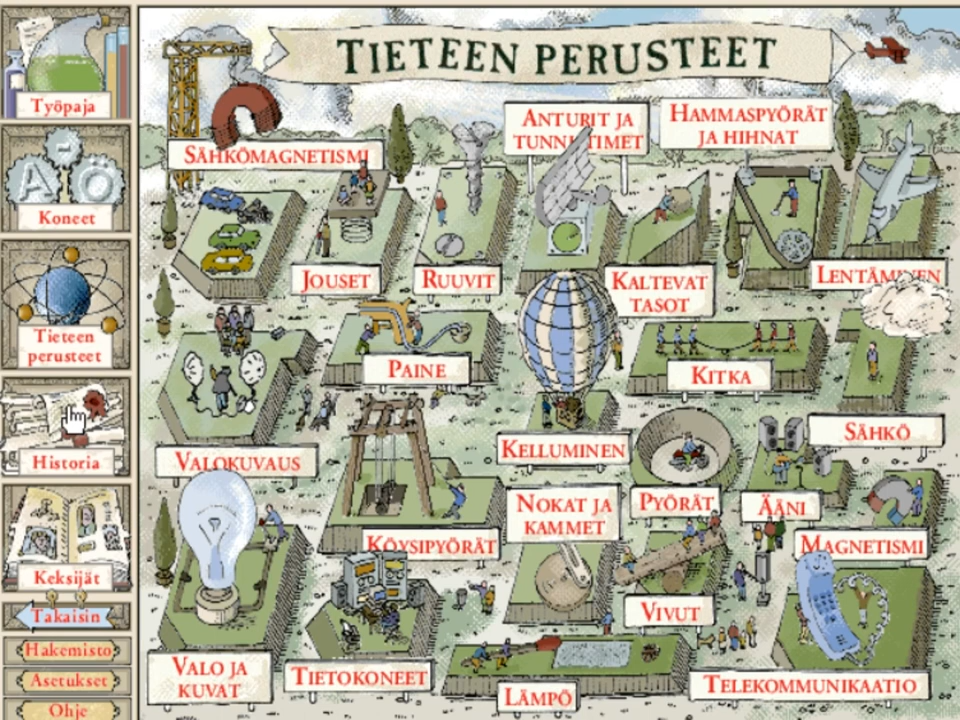 TIETEEN PERUSTEET
Työpaja
Koneet
Tieteen
perusteet
Historia
Keksijät
Takaisin
Hakemisto
Asetukset
Ohje
SÄHKÖMAGNETISMI
ANTURIT JA
TUNNISTIMET
HAMMASPYÖRÄT
JA HIHNAT
JOUSET
RUUVIT
KALTEVAT
TASOT
LENTÄMINEN
PAINE
KITKA
VALOKUVAUS
KELLUMINEN
SÄHKÖ
KÖYSIPYÖRÄT
NOKAT JA
KAMMET
PYÖRÄT
ÄÄNI
MAGNETISMI
VIVUT
VALO JA
KUVAT
TIETOKONEET
LÄMPÖ
TELEKOMMUNIKAATIO